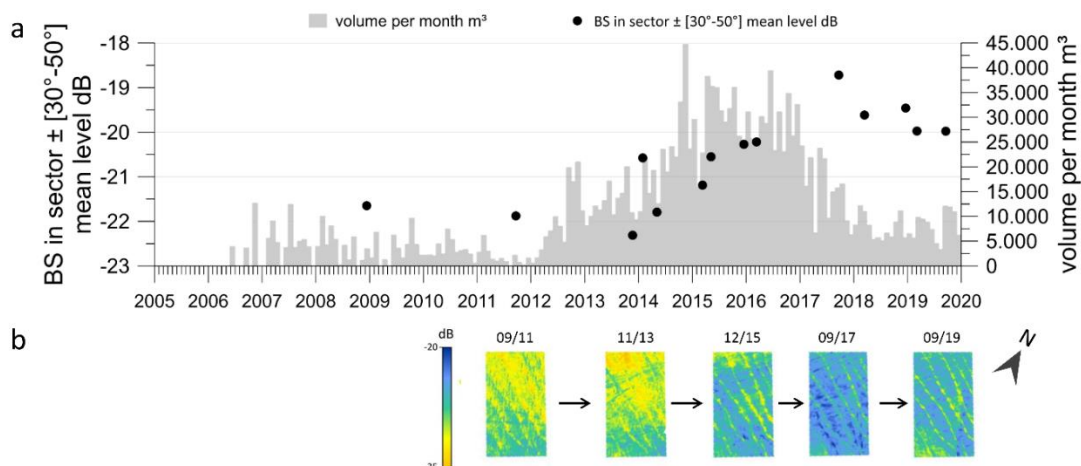 a
volume per month m³
BS in sector ± [30°-50°] mean level dB
BS in sector ± [30°-50°]
mean level dB
-18
-19
-20
-21
-22
-23
45.000
40.000
35.000
30.000
25.000
20.000
15.000
10.000
5.000
0
volume per month m³
2005 2006 2007 2008 2009 2010 2011 2012 2013 2014 2015 2016 2017 2018 2019 2020
b
dB
-20
09/11 11/13 12/15 09/17 09/19
N